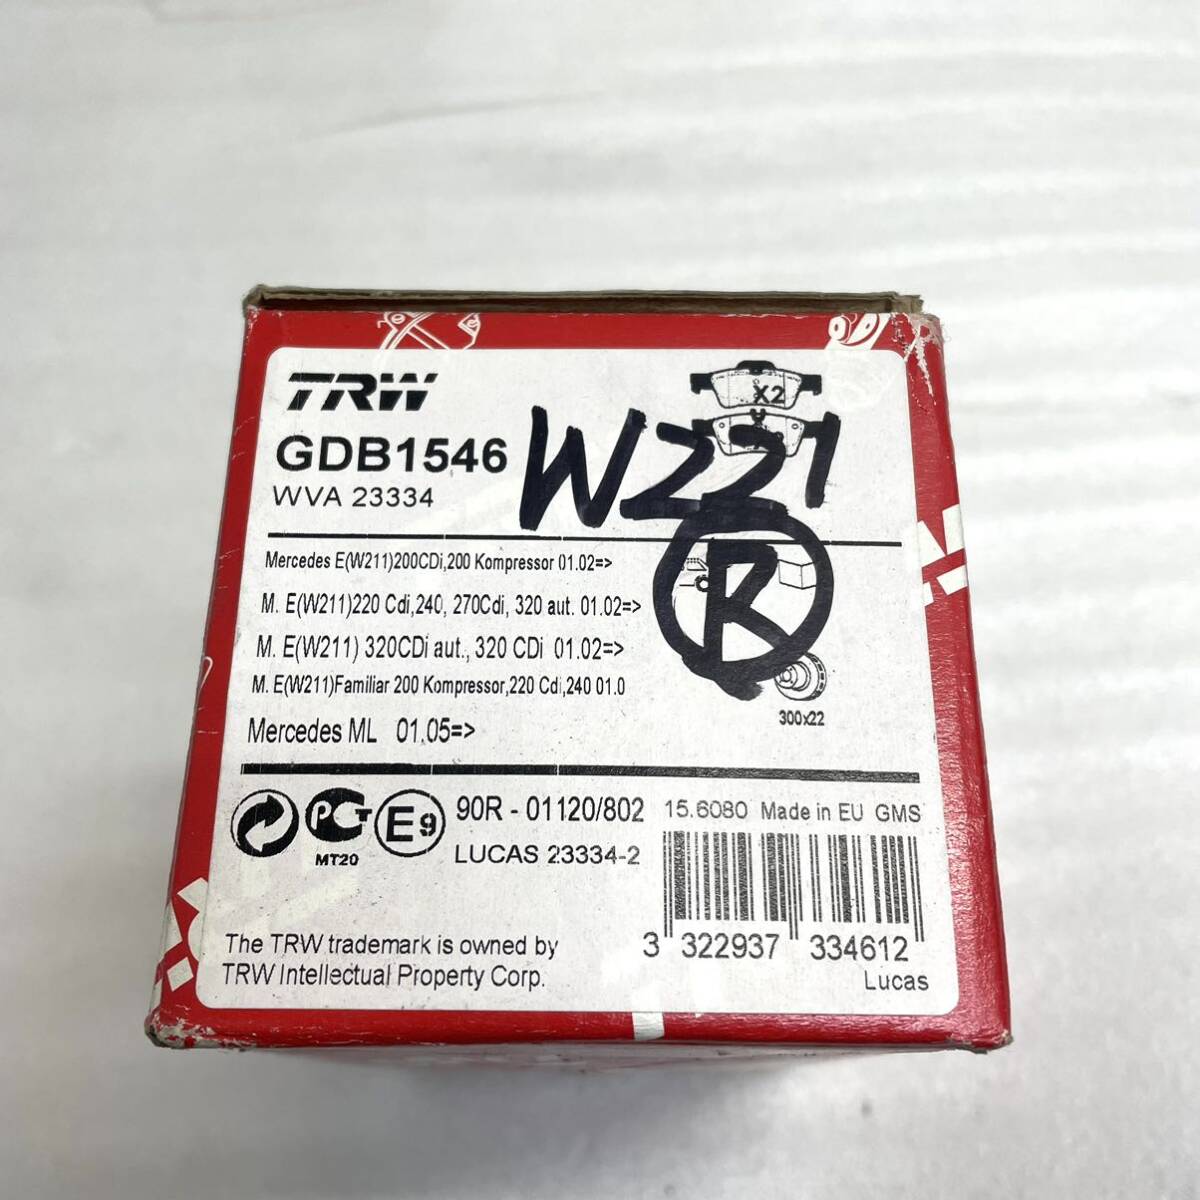 TRW
GDB1546
WVA 23334
X2
W221
R
Mercedes E(W211)200CDi,200 Kompressor 01.02=>
M. E(W211)220 Cdi,240, 270Cdi, 320 aut. 01.02=>
M. E(W211) 320CDi aut., 320 CDi 01.02=>
M. E(W211)Familiar 200 Kompressor,220 Cdi,240 01.0
Mercedes ML 01.05=>
300x22
PCT
MT20
E9
90R - 01120/802
15.6080 Made in EU GMS
LUCAS 23334-2
3 322937 334612
Lucas
The TRW trademark is owned by
TRW Intellectual Property Corp.